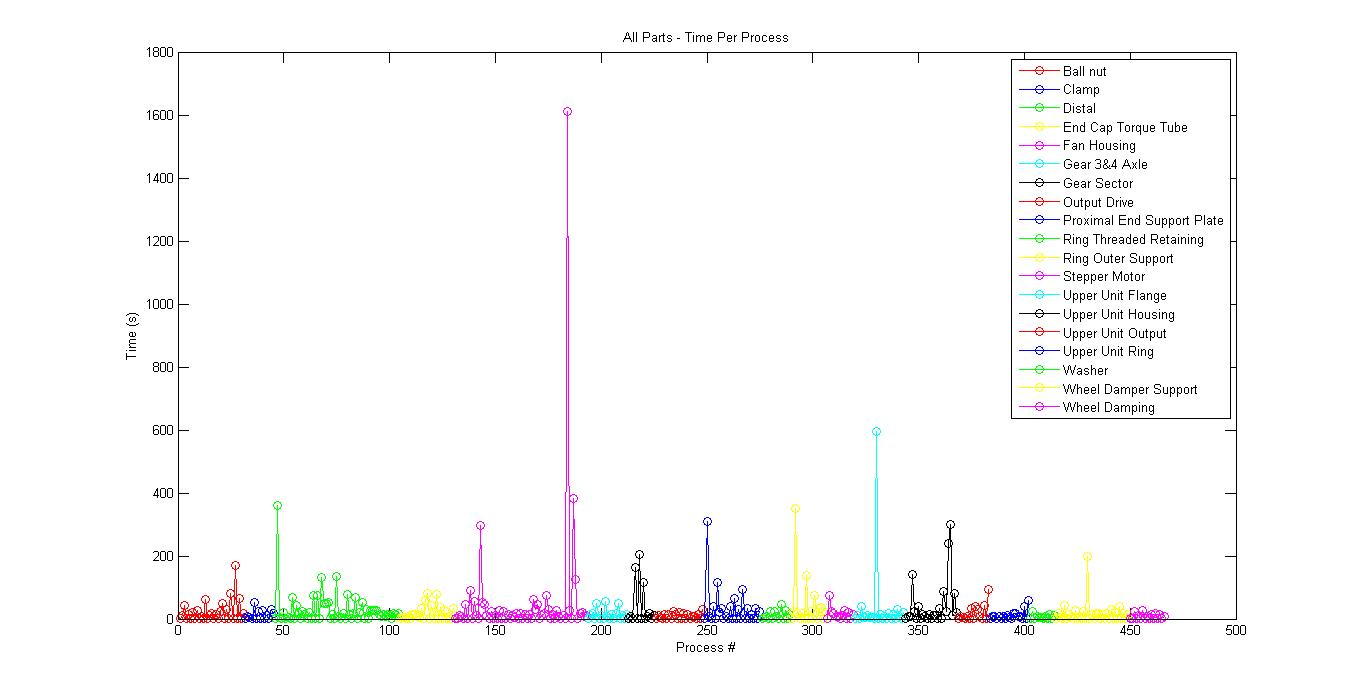 All Parts - Time Per Process
1800
1600
1400
1200
1000
800
600
400
200
0
Time (s)
0 50 100 150 200 250 300 350 400 450 500
Process #
Ball nut
Clamp
Distal
End Cap Torque Tube
Fan Housing
Gear 3&4 Axle
Gear Sector
Output Drive
Proximal End Support Plate
Ring Threaded Retaining
Ring Outer Support
Stepper Motor
Upper Unit Flange
Upper Unit Housing
Upper Unit Output
Upper Unit Ring
Washer
Wheel Damper Support
Wheel Damping